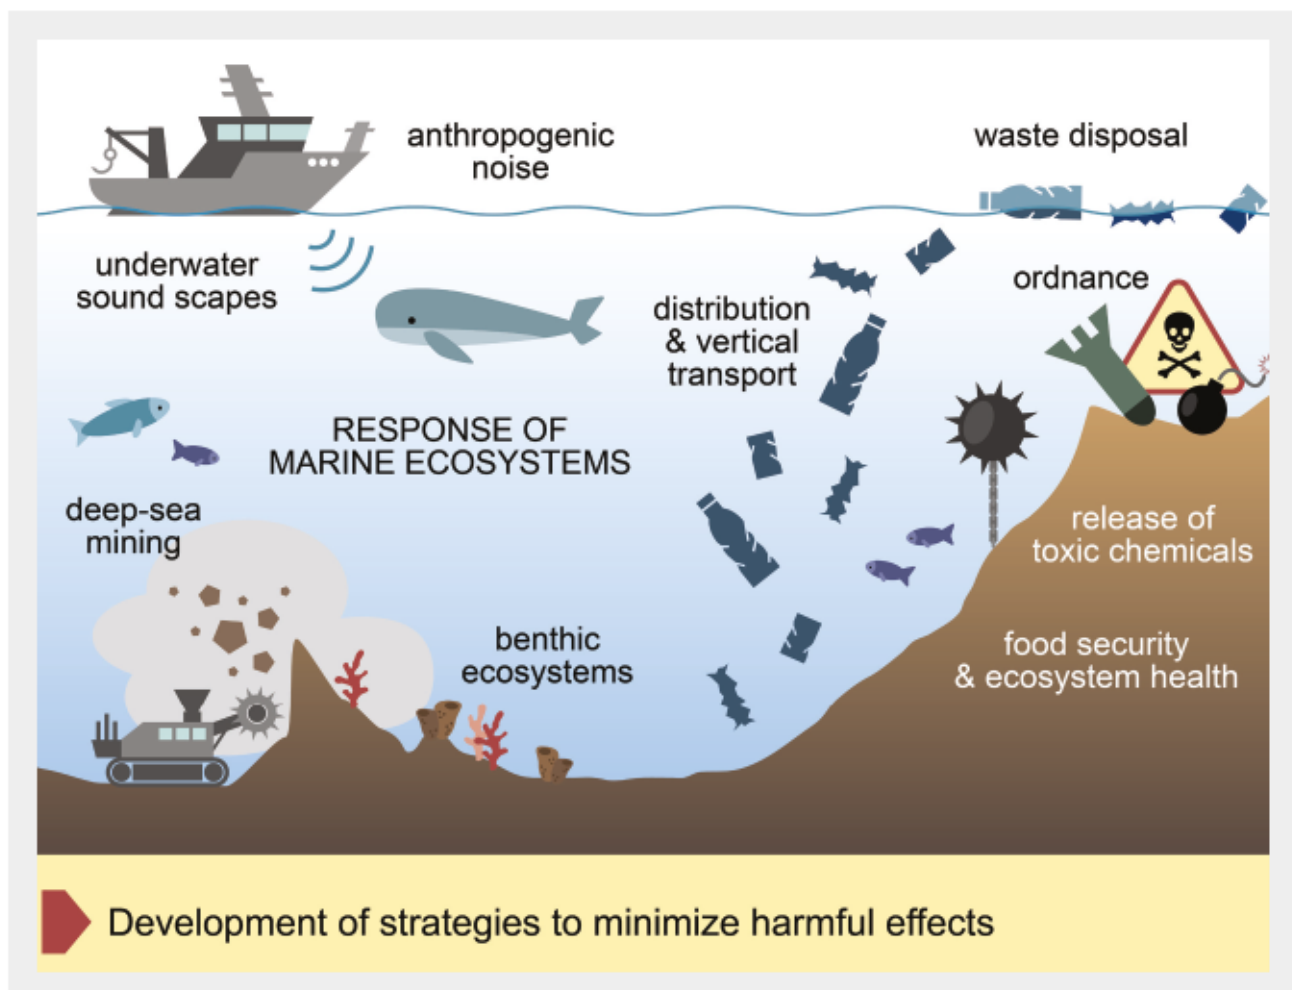 anthropogenic
noise
waste disposal
underwater
sound scapes
ordnance
distribution
& vertical
transport
RESPONSE OF
MARINE ECOSYSTEMS
deep-sea
mining
release of
toxic chemicals
benthic
ecosystems
food security
& ecosystem health
Development of strategies to minimize harmful effects